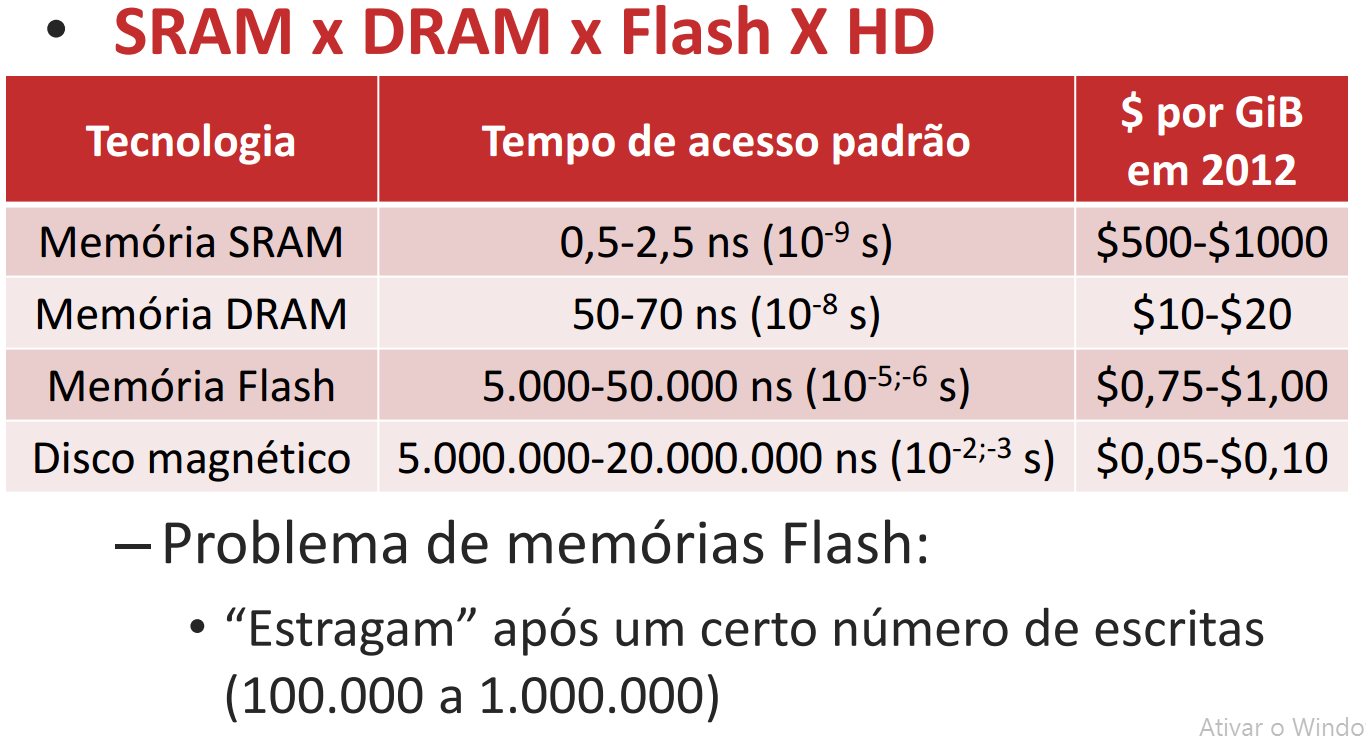 • SRAM x DRAM x Flash X HD
Tecnologia Tempo de acesso padrão $ por GiB em 2012
Memória SRAM 0,5-2,5 ns (10⁻⁹ s) $500-$1000
Memória DRAM 50-70 ns (10⁻⁸ s) $10-$20
Memória Flash 5.000-50.000 ns (10⁻⁵;⁻⁶ s) $0,75-$1,00
Disco magnético 5.000.000-20.000.000 ns (10⁻²;⁻³ s) $0,05-$0,10
– Problema de memórias Flash:
• “Estragam” após um certo número de escritas
(100.000 a 1.000.000)
Ativar o Windo